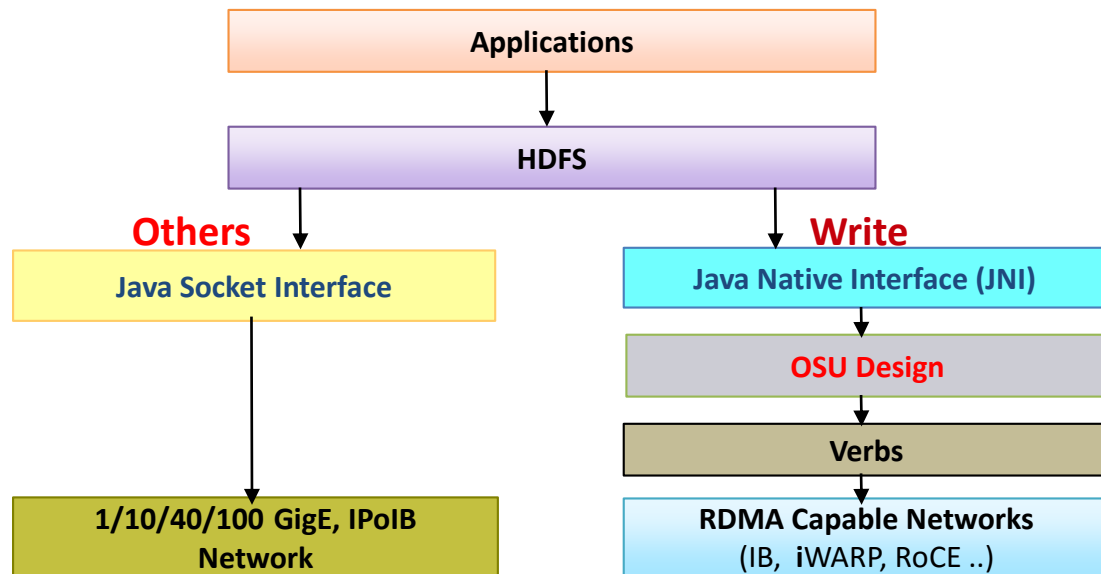 Applications
HDFS
Others
Write
Java Socket Interface
Java Native Interface (JNI)
OSU Design
Verbs
1/10/40/100 GigE, IPoIB
Network
RDMA Capable Networks
(IB, iWARP, RoCE ..)